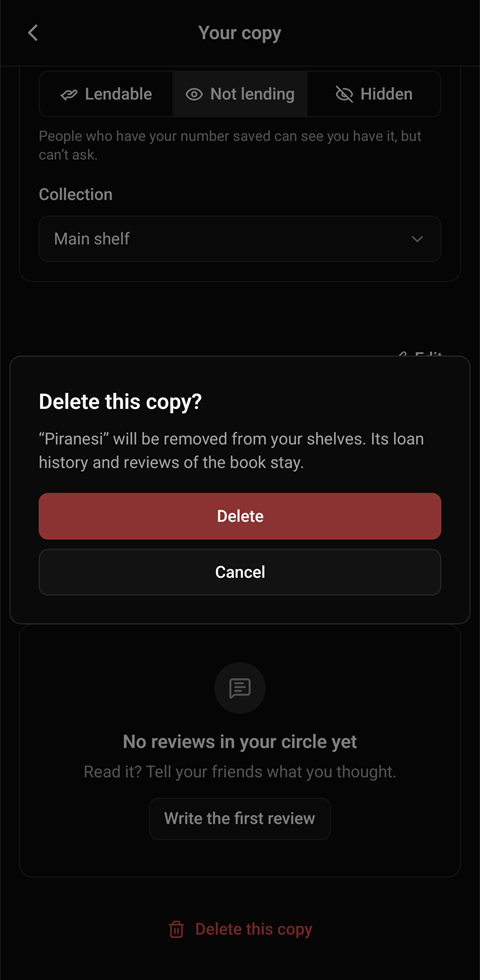 Your copy
Lendable
Not lending
Hidden
People who have your number saved can see you have it, but
can’t ask.
Collection
Main shelf
Edit
Delete this copy?
“Piranesi” will be removed from your shelves. Its loan
history and reviews of the book stay.
Delete
Cancel
No reviews in your circle yet
Read it? Tell your friends what you thought.
Write the first review
Delete this copy